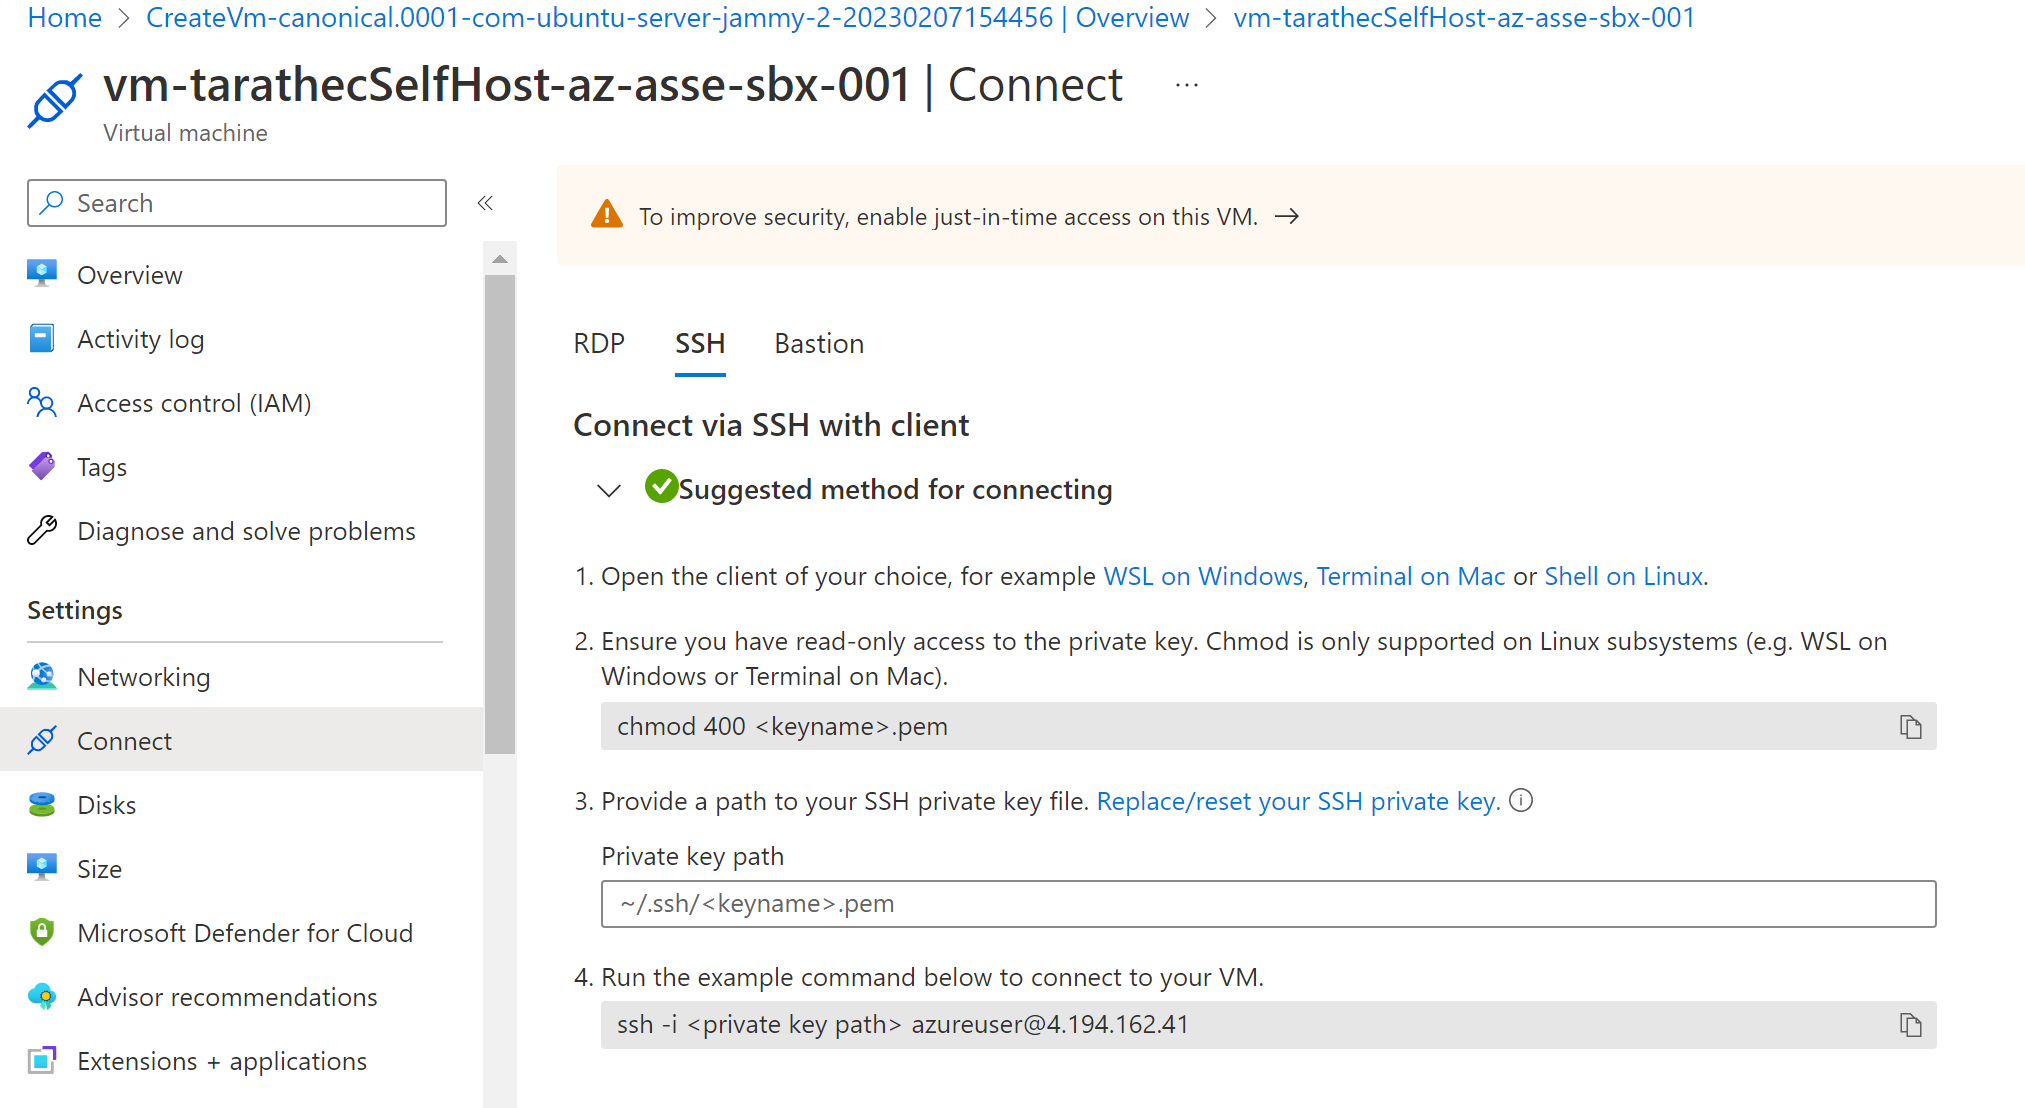 Home > CreateVm-canonical.0001-com-ubuntu-server-jammy-2-20230207154456 | Overview > vm-tarathecSelfHost-az-asse-sbx-001
vm-tarathecSelfHost-az-asse-sbx-001 | Connect ...
Virtual machine
Search «
Overview
Activity log
Access control (IAM)
Tags
Diagnose and solve problems
Settings
Networking
Connect
Disks
Size
Microsoft Defender for Cloud
Advisor recommendations
Extensions + applications
To improve security, enable just-in-time access on this VM. →
RDP SSH Bastion
Connect via SSH with client
Suggested method for connecting
1. Open the client of your choice, for example WSL on Windows, Terminal on Mac or Shell on Linux.
2. Ensure you have read-only access to the private key. Chmod is only supported on Linux subsystems (e.g. WSL on
Windows or Terminal on Mac).
chmod 400 <keyname>.pem
3. Provide a path to your SSH private key file. Replace/reset your SSH private key.
Private key path
~/.ssh/<keyname>.pem
4. Run the example command below to connect to your VM.
ssh -i <private key path> azureuser@4.194.162.41